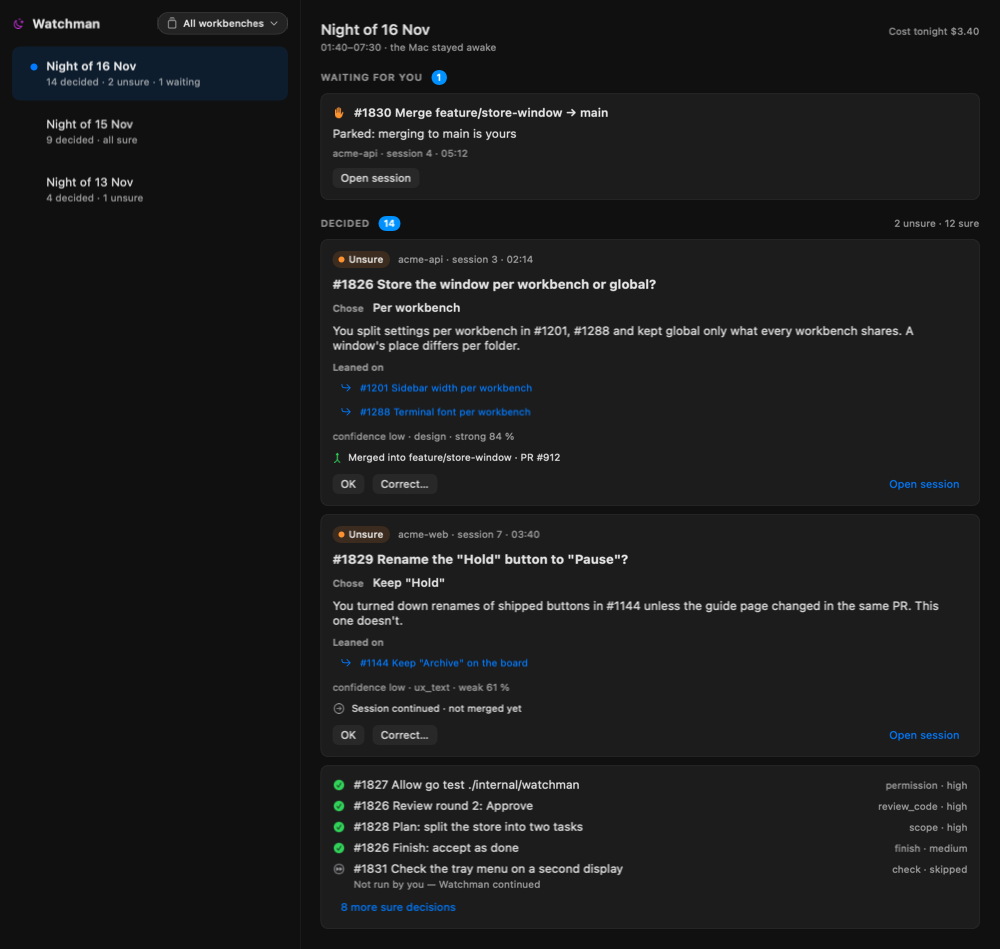 Watchman
All workbenches
Night of 16 Nov
14 decided · 2 unsure · 1 waiting
Night of 15 Nov
9 decided · all sure
Night of 13 Nov
4 decided · 1 unsure
Night of 16 Nov
01:40–07:30 · the Mac stayed awake
Cost tonight $3.40
WAITING FOR YOU 1
#1830 Merge feature/store-window → main
Parked: merging to main is yours
acme-api · session 4 · 05:12
Open session
DECIDED 14
2 unsure · 12 sure
Unsure acme-api · session 3 · 02:14
#1826 Store the window per workbench or global?
Chose Per workbench
You split settings per workbench in #1201, #1288 and kept global only what every workbench shares. A
window's place differs per folder.
Leaned on
#1201 Sidebar width per workbench
#1288 Terminal font per workbench
confidence low · design · strong 84 %
Merged into feature/store-window · PR #912
OK Correct... Open session
Unsure acme-web · session 7 · 03:40
#1829 Rename the "Hold" button to "Pause"?
Chose Keep "Hold"
You turned down renames of shipped buttons in #1144 unless the guide page changed in the same PR. This
one doesn't.
Leaned on
#1144 Keep "Archive" on the board
confidence low · ux_text · weak 61 %
Session continued · not merged yet
OK Correct... Open session
#1827 Allow go test ./internal/watchman permission · high
#1826 Review round 2: Approve review_code · high
#1828 Plan: split the store into two tasks scope · high
#1826 Finish: accept as done finish · medium
#1831 Check the tray menu on a second display check · skipped
Not run by you — Watchman continued
8 more sure decisions